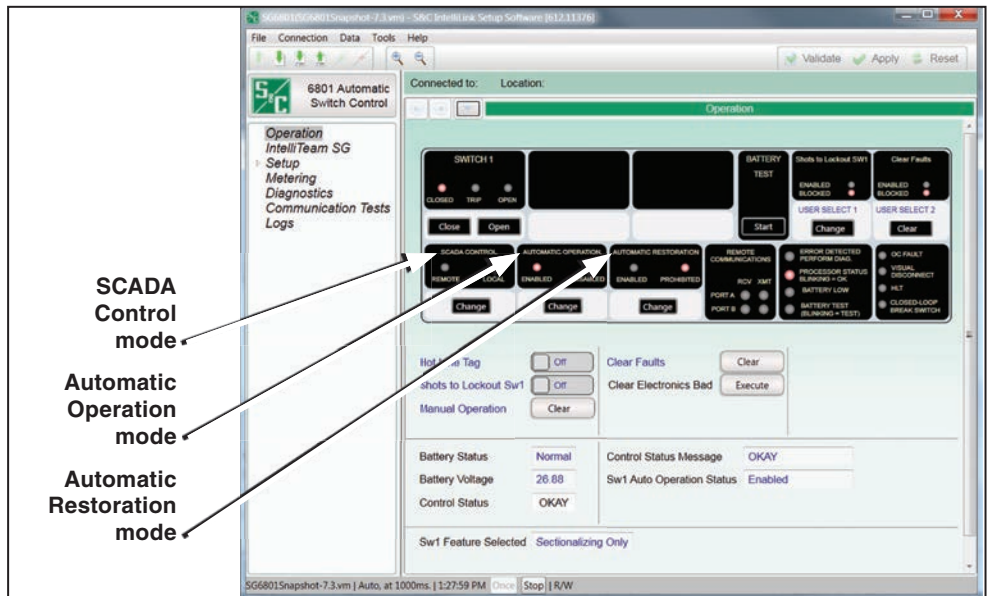 SG6801(SG6801Snapshot-7.3.vm) - S&C IntelliLink Setup Software [612.11376]
File Connection Data Tools Help
Validate Apply Reset
S&C
6801 Automatic
Switch Control
Connected to: Location:
Operation
Operation
IntelliTeam SG
Setup
Metering
Diagnostics
Communication Tests
Logs
SWITCH 1
CLOSED TRIP OPEN
Close Open
BATTERY
TEST
Start
Shots to Lockout SW1
ENABLED
BLOCKED
USER SELECT 1
Change
Clear Faults
ENABLED
BLOCKED
USER SELECT 2
Clear
SCADA CONTROL
REMOTE LOCAL
Change
AUTOMATIC OPERATION
ENABLED DISABLED
Change
AUTOMATIC RESTORATION
ENABLED PROHIBITED
Change
REMOTE
COMMUNICATIONS
RCV XMT
PORT A
PORT B
ERROR DETECTED
PERFORM DIAG.
PROCESSOR STATUS
BLINKING = OK
BATTERY LOW
BATTERY TEST
(BLINKING = TEST)
OC FAULT
VISUAL
DISCONNECT
HLT
CLOSED-LOOP
BREAK SWITCH
SCADA
Control
mode
Automatic
Operation
mode
Automatic
Restoration
mode
Hot Line Tag Off
Shots to Lockout Sw1 Off
Manual Operation Clear
Clear Faults Clear
Clear Electronics Bad Execute
Battery Status Normal
Battery Voltage 26.88
Control Status OKAY
Control Status Message OKAY
Sw1 Auto Operation Status Enabled
Sw1 Feature Selected Sectionalizing Only
SG6801Snapshot-7.3.vm | Auto, at 1000ms. | 1:27:59 PM Once Stop | R/W